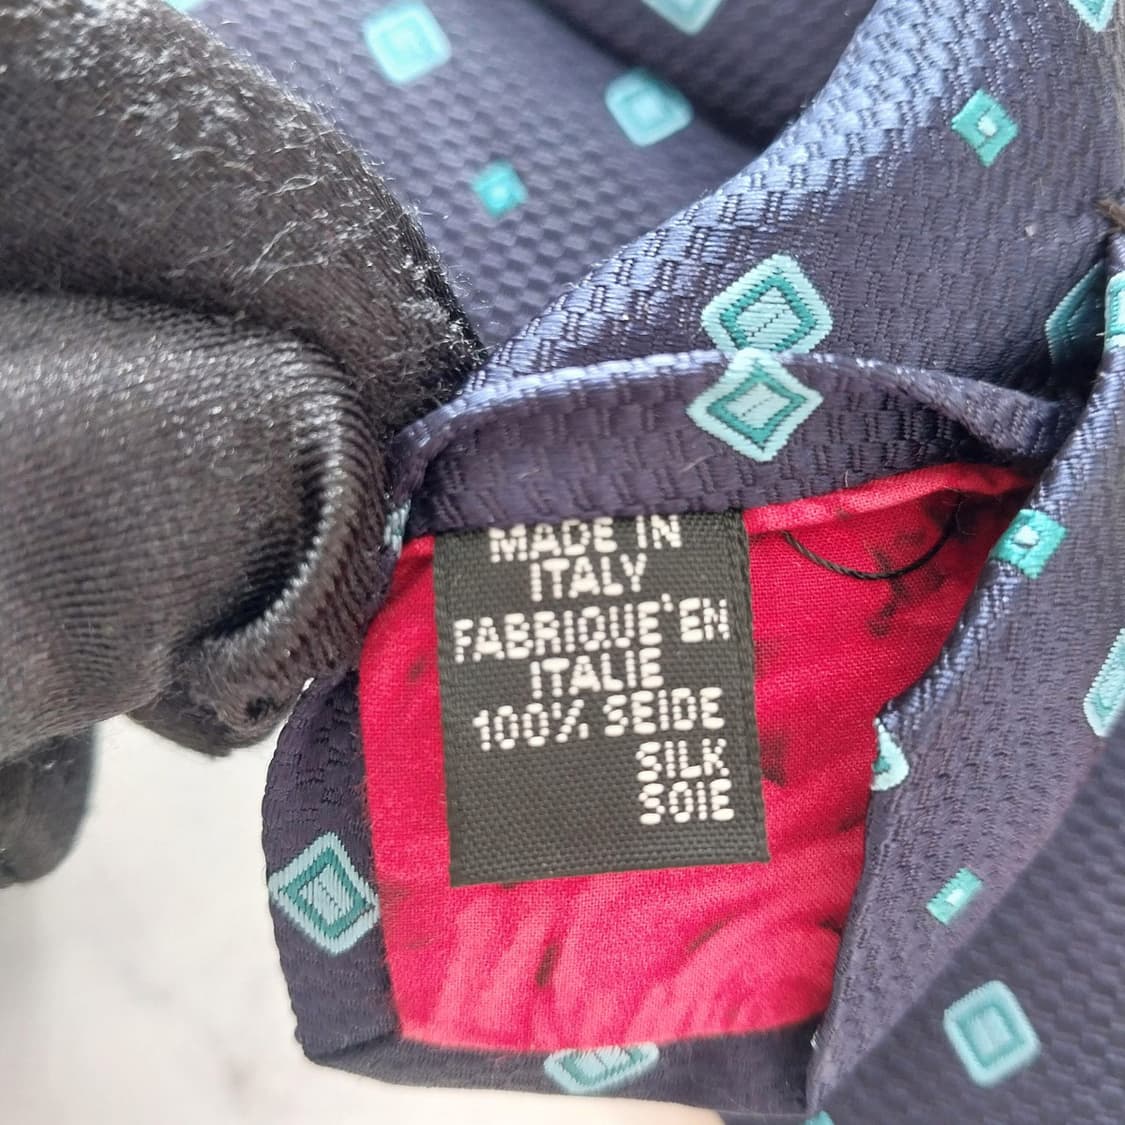 MADE IN
ITALY
FABRIQUE'EN
ITALIE
100% SEIDE
SILK
SOIE